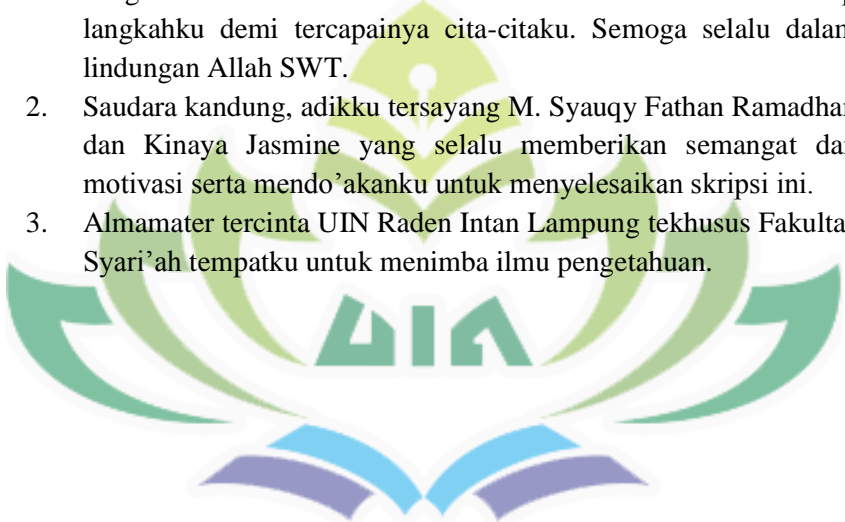 langkahku demi tercapainya cita-citaku. Semoga selalu dalam
lindungan Allah SWT.
2. Saudara kandung, adikku tersayang M. Syauqy Fathan Ramadhan
dan Kinaya Jasmine yang selalu memberikan semangat dan
motivasi serta mendo’akanku untuk menyelesaikan skripsi ini.
3. Almamater tercinta UIN Raden Intan Lampung tekhusus Fakultas
Syari’ah tempatku untuk menimba ilmu pengetahuan.
UIN